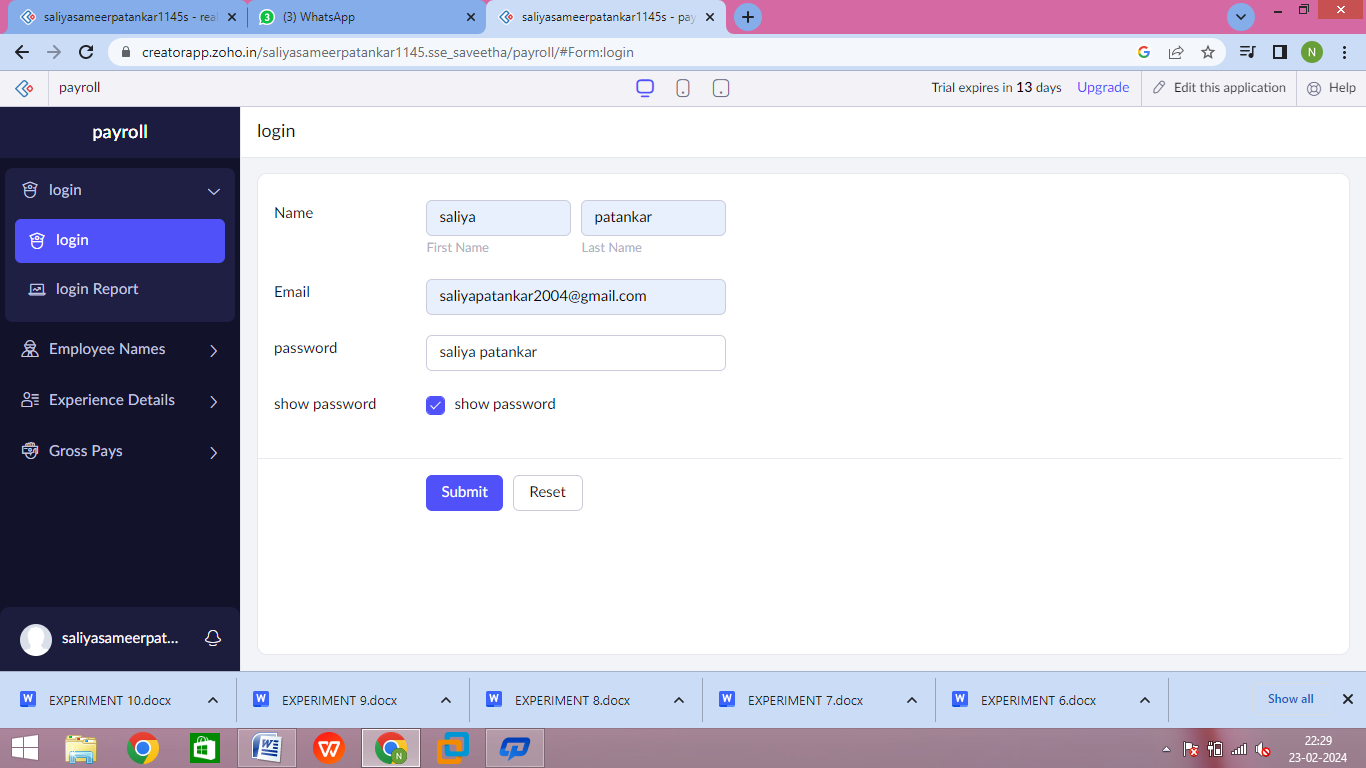 saliyasameerpatankar1145s - real
(3) WhatsApp
saliyasameerpatankar1145s - pay
creatorapp.zoho.in/saliyasameerpatankar1145.sse_saveetha/payroll/#Form:login
N
payroll
Trial expires in 13 days
Upgrade
Edit this application
Help
payroll
login
login
login
login Report
Employee Names
Experience Details
Gross Pays
saliyasameerpat...
Name
saliya
patankar
First Name
Last Name
Email
saliyapatankar2004@gmail.com
password
saliya patankar
show password
show password
Submit
Reset
EXPERIMENT 10.docx
EXPERIMENT 9.docx
EXPERIMENT 8.docx
EXPERIMENT 7.docx
EXPERIMENT 6.docx
Show all
22:29
23-02-2024